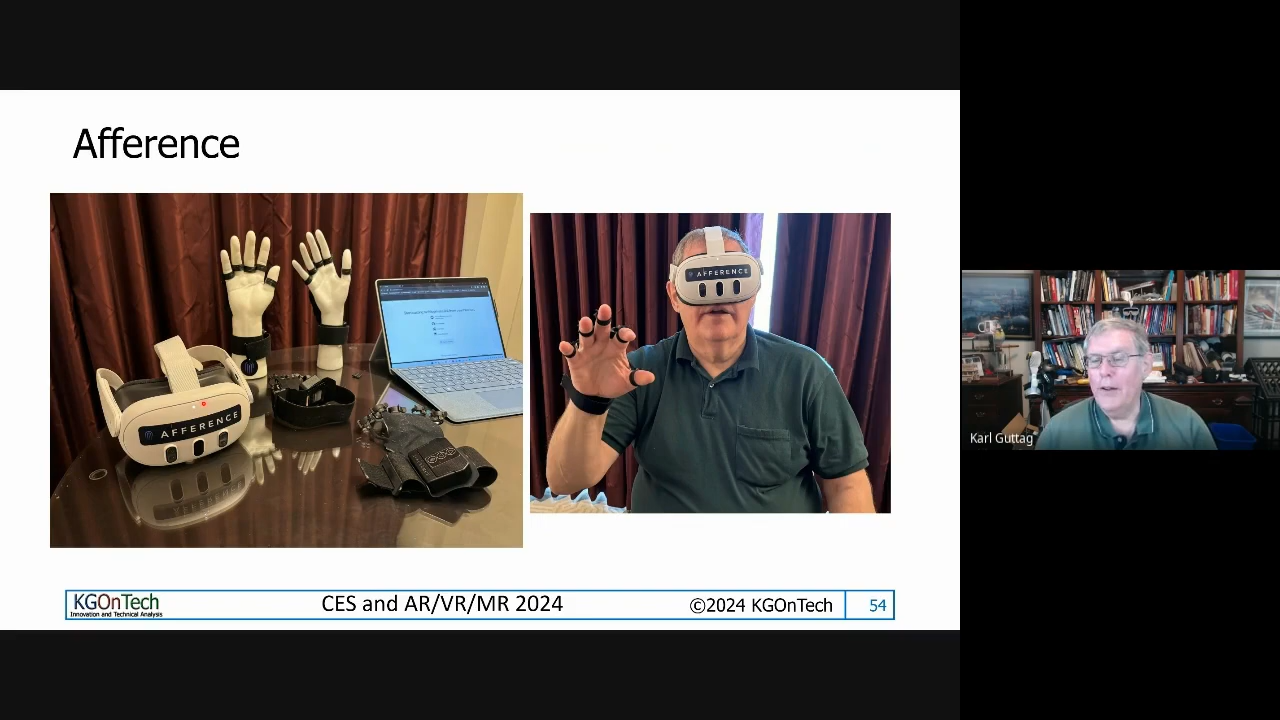 Afference
AFFERENCE
AFFERENCE
KGOnTech
Innovation and Technical Analysis
CES and AR/VR/MR 2024
©2024 KGOnTech
54
Karl Guttag